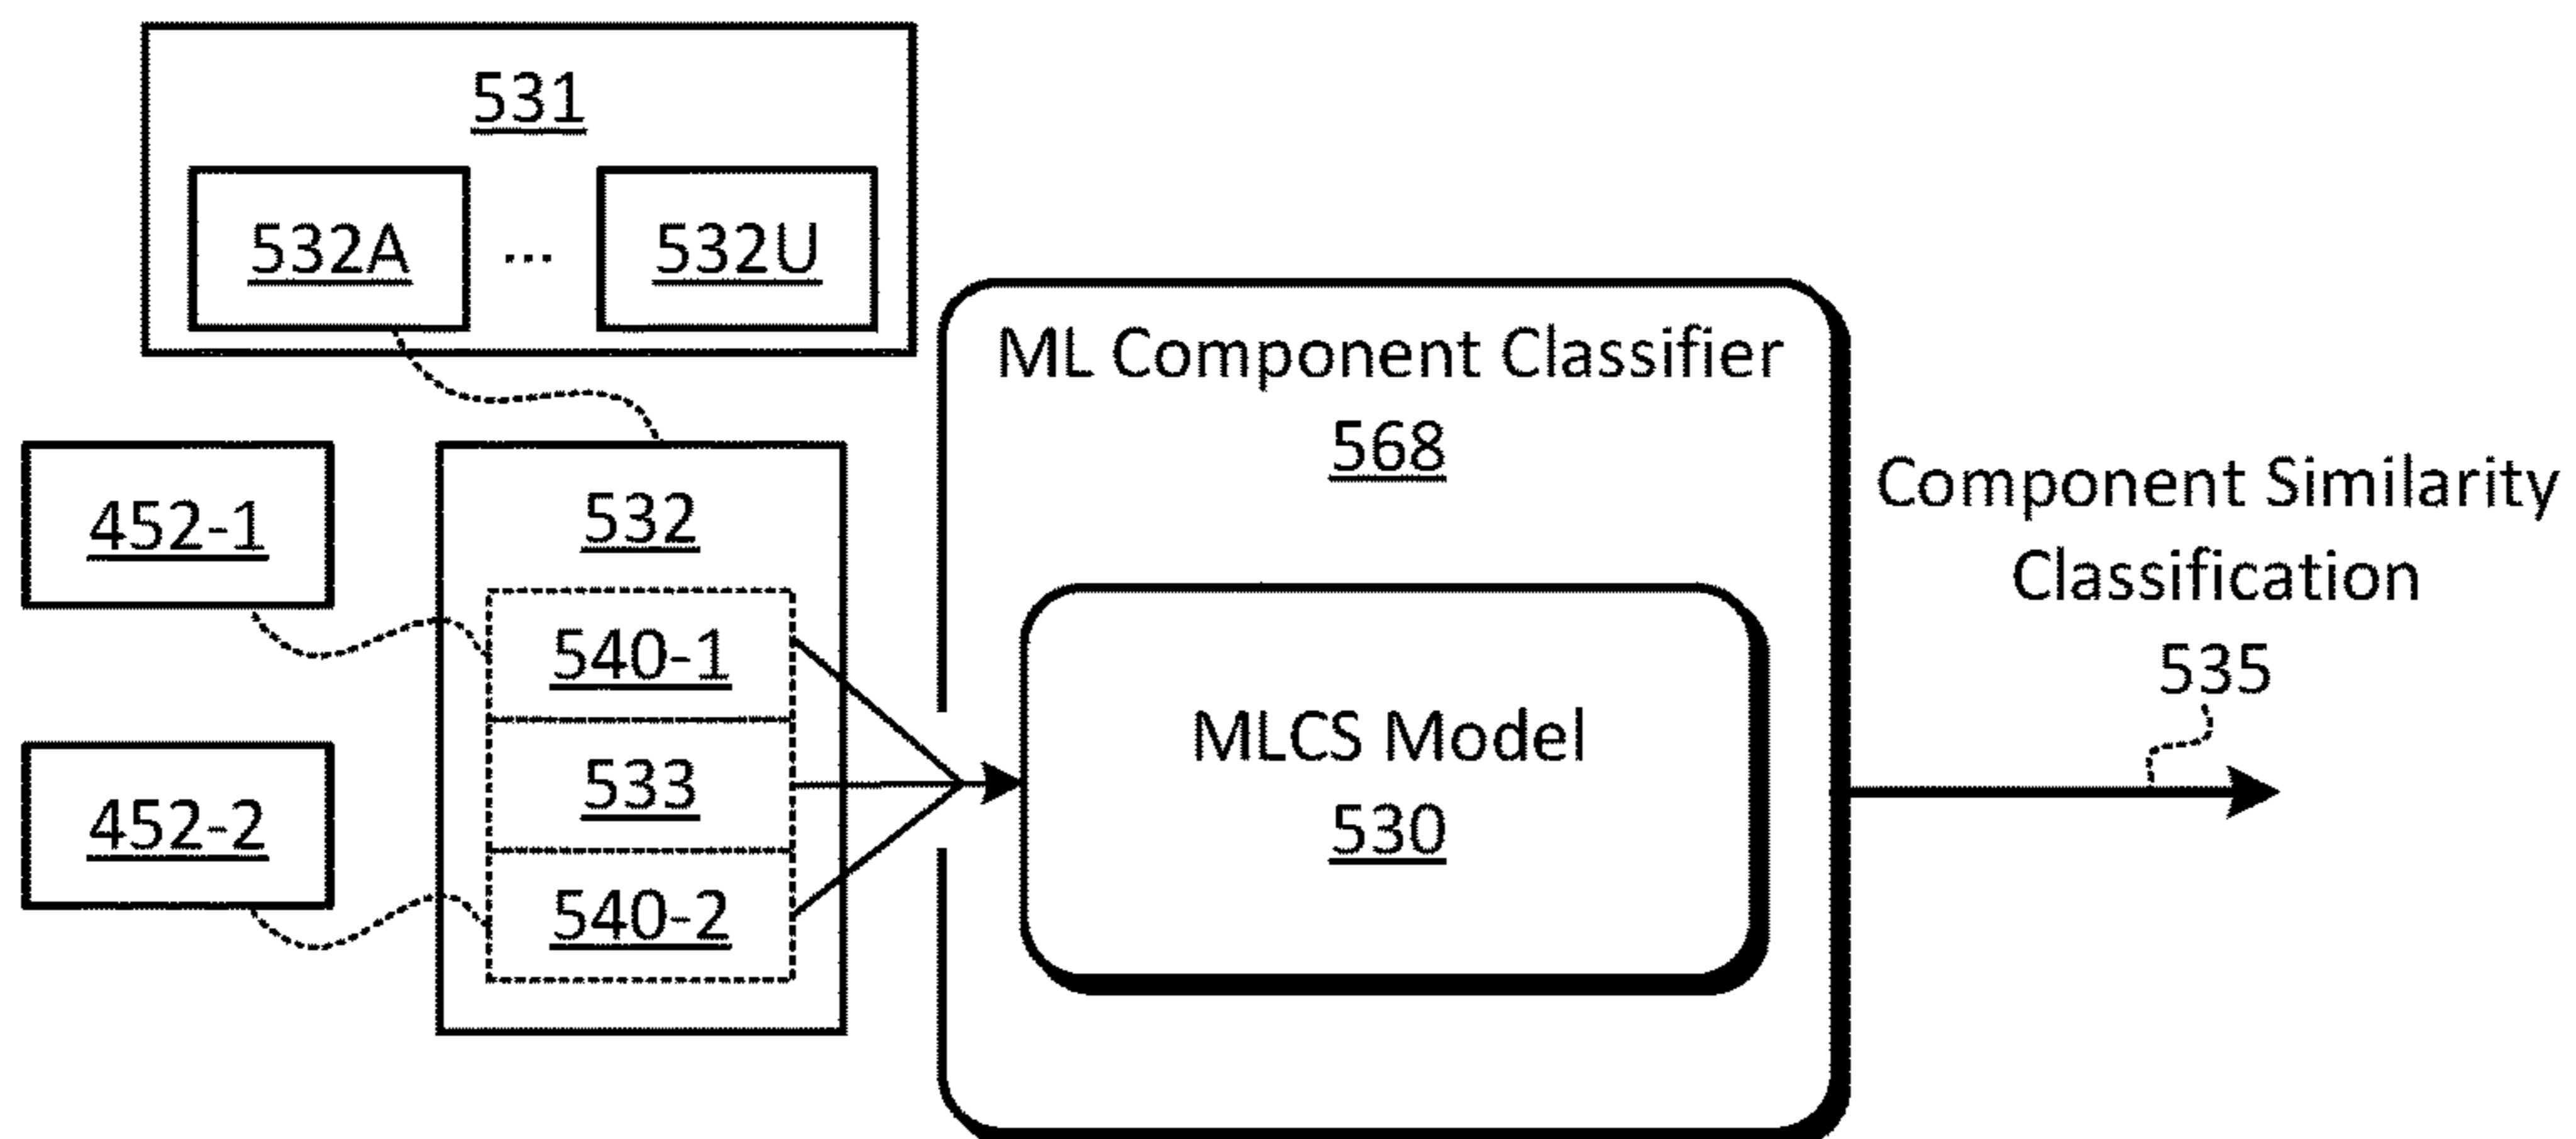 531
532A ... 532U
ML Component Classifier
568
452-1
532
540-1
533
540-2
452-2
MLCS Model
530
Component Similarity
Classification
535